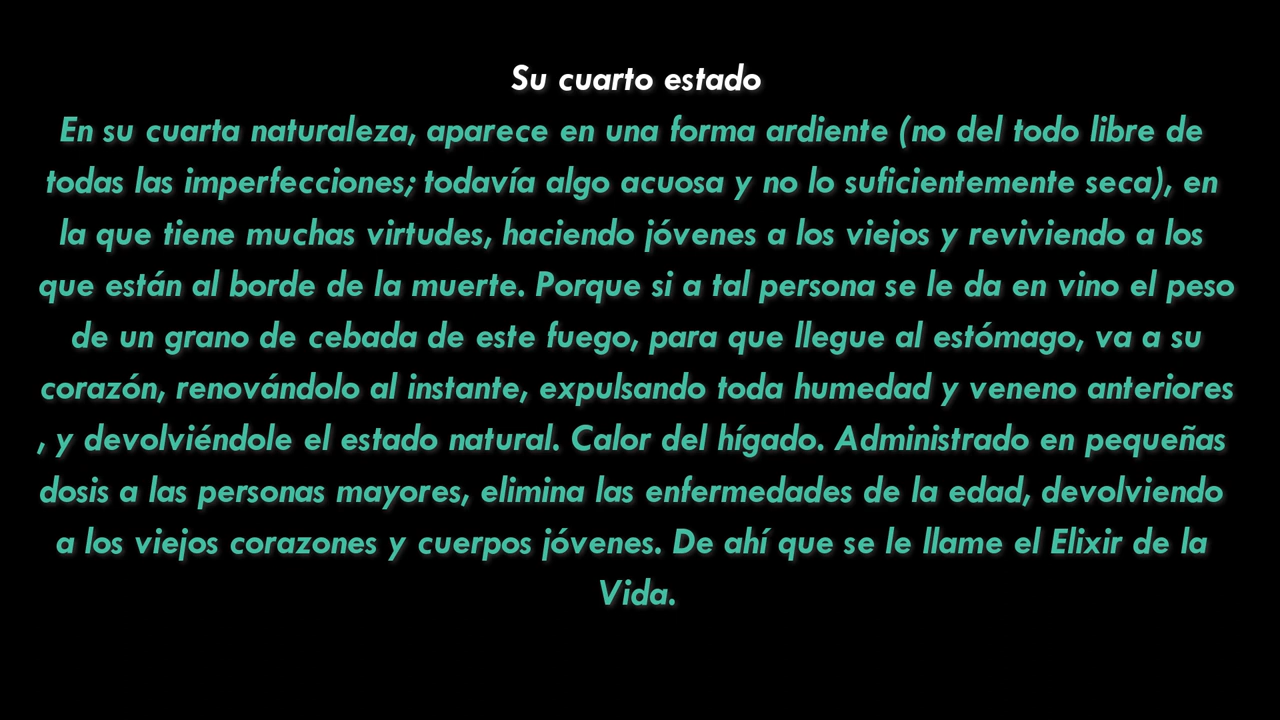 Su cuarto estado
En su cuarta naturaleza, aparece en una forma ardiente (no del todo libre de
todas las imperfecciones; todavía algo acuosa y no lo suficientemente seca), en
la que tiene muchas virtudes, haciendo jóvenes a los viejos y reviviendo a los
que están al borde de la muerte. Porque si a tal persona se le da en vino el peso
de un grano de cebada de este fuego, para que llegue al estómago, va a su
corazón, renovándolo al instante, expulsando toda humedad y veneno anteriores
, y devolviéndole el estado natural. Calor del hígado. Administrado en pequeñas
dosis a las personas mayores, elimina las enfermedades de la edad, devolviendo
a los viejos corazones y cuerpos jóvenes. De ahí que se le llame el Elixir de la
Vida.